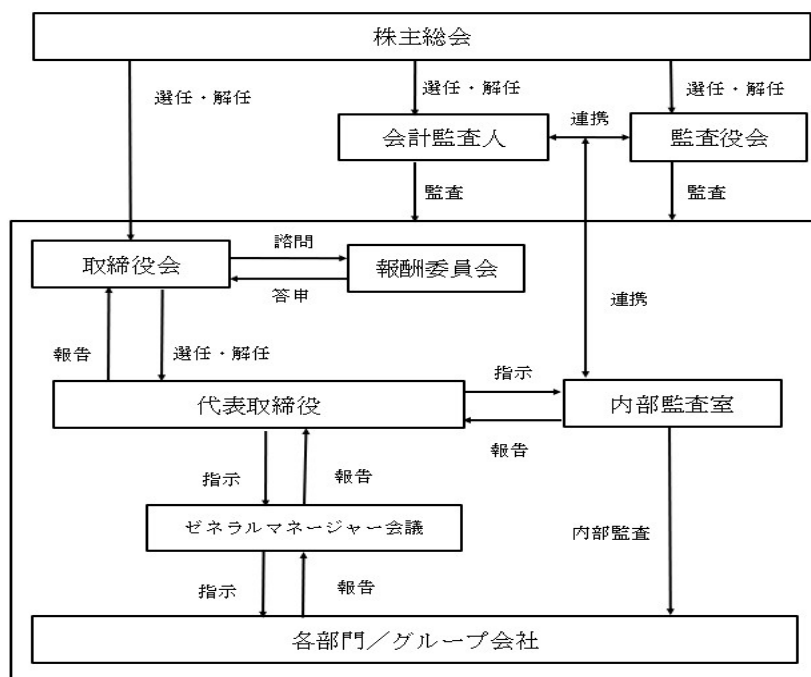 株主総会
選任・解任
選任・解任
選任・解任
会計監査人
連携
監査役会
監査
監査
取締役会
諮問
答申
報酬委員会
連携
報告
選任・解任
代表取締役
指示
報告
内部監査室
指示
報告
ゼネラルマネージャー会議
内部監査
指示
報告
各部門／グループ会社